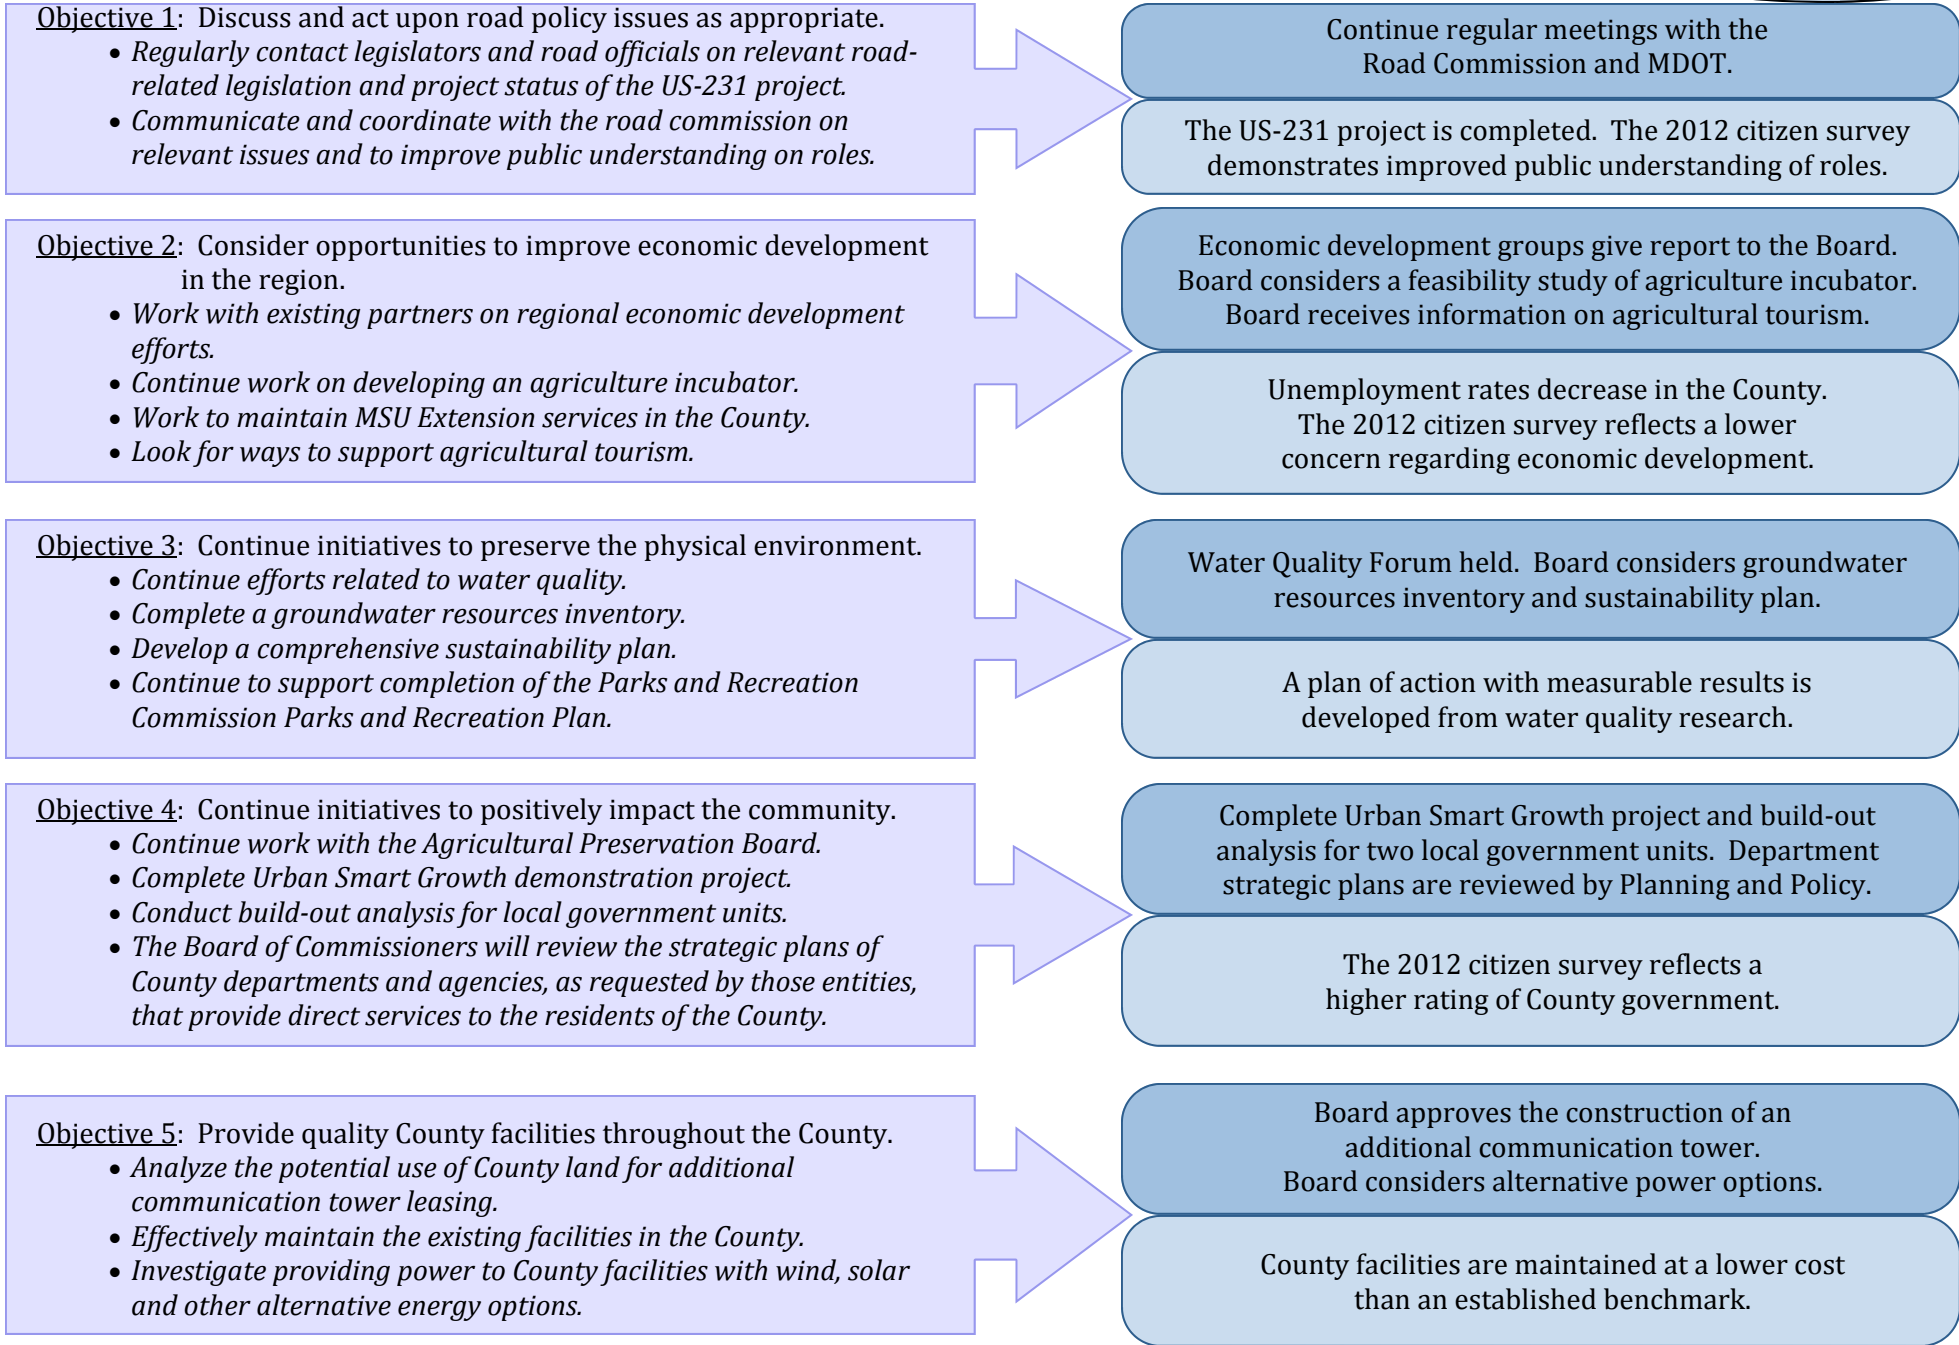 Objective 1:  Discuss and act upon road policy issues as appropriate.
• Regularly contact legislators and road officials on relevant road-
related legislation and project status of the US-231 project.
• Communicate and coordinate with the road commission on
relevant issues and to improve public understanding on roles.
Continue regular meetings with the
Road Commission and MDOT.
The US-231 project is completed.  The 2012 citizen survey
demonstrates improved public understanding of roles.
Objective 2:  Consider opportunities to improve economic development
in the region.
• Work with existing partners on regional economic development
efforts.
• Continue work on developing an agriculture incubator.
• Work to maintain MSU Extension services in the County.
• Look for ways to support agricultural tourism.
Economic development groups give report to the Board.
Board considers a feasibility study of agriculture incubator.
Board receives information on agricultural tourism.
Unemployment rates decrease in the County.
The 2012 citizen survey reflects a lower
concern regarding economic development.
Objective 3:  Continue initiatives to preserve the physical environment.
• Continue efforts related to water quality.
• Complete a groundwater resources inventory.
• Develop a comprehensive sustainability plan.
• Continue to support completion of the Parks and Recreation
Commission Parks and Recreation Plan.
Water Quality Forum held.  Board considers groundwater
resources inventory and sustainability plan.
A plan of action with measurable results is
developed from water quality research.
Objective 4:  Continue initiatives to positively impact the community.
• Continue work with the Agricultural Preservation Board.
• Complete Urban Smart Growth demonstration project.
• Conduct build-out analysis for local government units.
• The Board of Commissioners will review the strategic plans of
County departments and agencies, as requested by those entities,
that provide direct services to the residents of the County.
Complete Urban Smart Growth project and build-out
analysis for two local government units.  Department
strategic plans are reviewed by Planning and Policy.
The 2012 citizen survey reflects a
higher rating of County government.
Objective 5:  Provide quality County facilities throughout the County.
• Analyze the potential use of County land for additional
communication tower leasing.
• Effectively maintain the existing facilities in the County.
• Investigate providing power to County facilities with wind, solar
and other alternative energy options.
Board approves the construction of an
additional communication tower.
Board considers alternative power options.
County facilities are maintained at a lower cost
than an established benchmark.